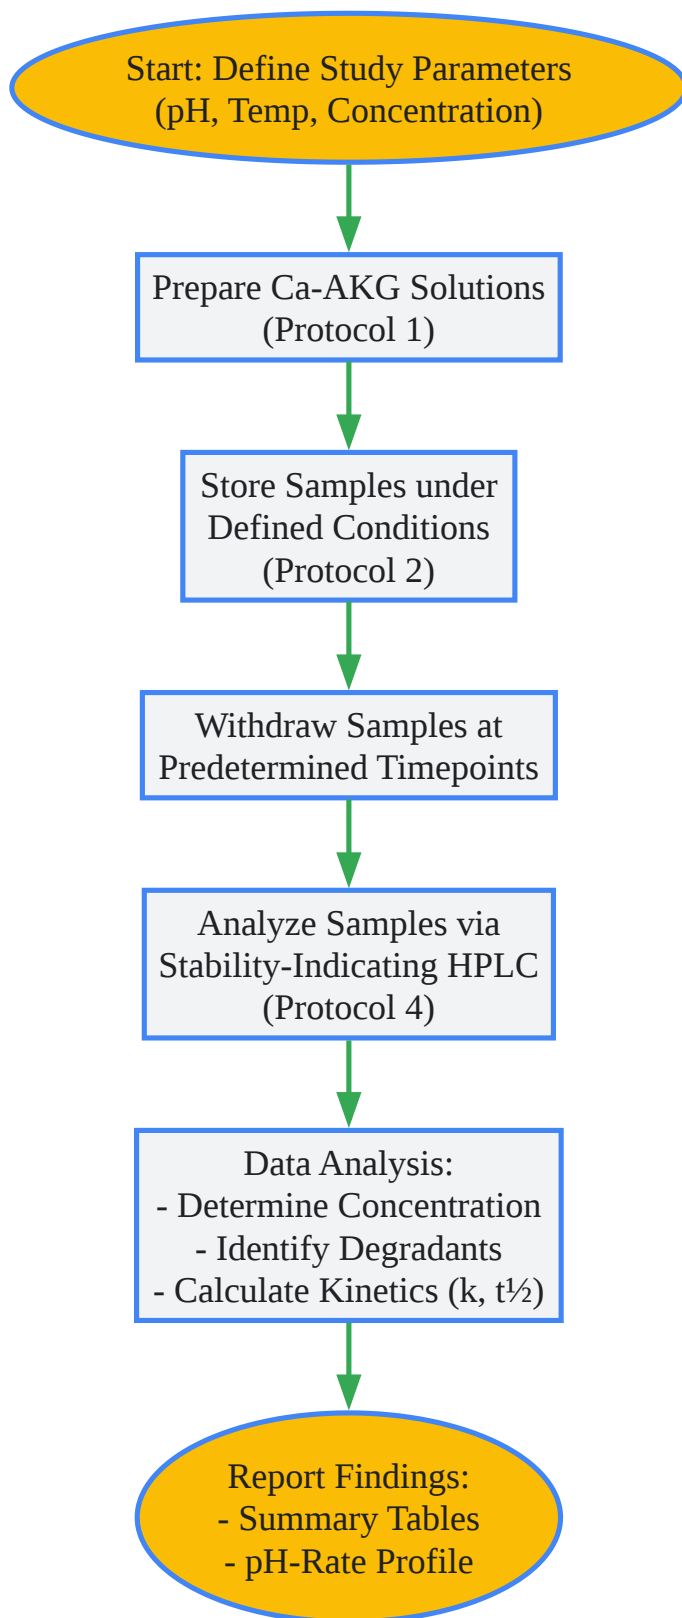 Start: Define Study Parameters
(pH, Temp, Concentration)
Prepare Ca-AKG Solutions
(Protocol 1)
Store Samples under
Defined Conditions
(Protocol 2)
Withdraw Samples at
Predetermined Timepoints
Analyze Samples via
Stability-Indicating HPLC
(Protocol 4)
Data Analysis:
- Determine Concentration
- Identify Degradants
- Calculate Kinetics (k, t½)
Report Findings:
- Summary Tables
- pH-Rate Profile